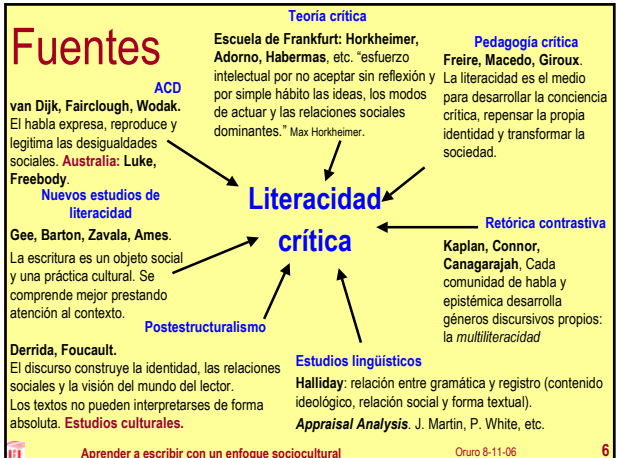 Fuentes
Teoría crítica
Escuela de Frankfurt: Horkheimer,
Adorno, Habermas, etc. “esfuerzo
intelectual por no aceptar sin reflexión y
por simple hábito las ideas, los modos
de actuar y las relaciones sociales
dominantes.” Max Horkheimer.
Pedagogía crítica
Freire, Macedo, Giroux.
La literacidad es el medio
para desarrollar la conciencia
crítica, repensar la propia
identidad y transformar la
sociedad.
ACD
van Dijk, Fairclough, Wodak.
El habla expresa, reproduce y
legitima las desigualdades
sociales. Australia: Luke,
Freebody.
Literacidad
crítica
Nuevos estudios de
literacidad
Gee, Barton, Zavala, Ames.
La escritura es un objeto social
y una práctica cultural. Se
comprende mejor prestando
atención al contexto.
Retórica contrastiva
Kaplan, Connor,
Canagarajah, Cada
comunidad de habla y
epistémica desarrolla
géneros discursivos propios:
la multiliteracidad
Postestructuralismo
Derrida, Foucault.
El discurso construye la identidad, las relaciones
sociales y la visión del mundo del lector.
Los textos no pueden interpretarses de forma
absoluta. Estudios culturales.
Estudios lingüísticos
Halliday: relación entre gramática y registro (contenido
ideológico, relación social y forma textual).
Appraisal Analysis. J. Martin, P. White, etc.
Aprender a escribir con un enfoque sociocultural
Oruro 8-11-06
6